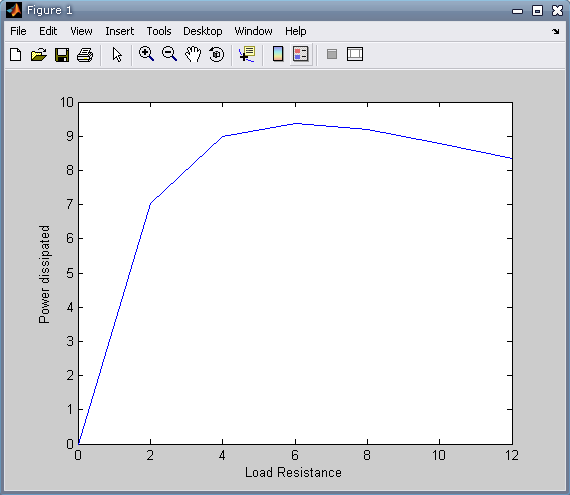 Figure 1
File Edit View Insert Tools Desktop Window Help
10
9
8
7
6
5
4
3
2
1
0
Power dissipated
0 2 4 6 8 10 12
Load Resistance